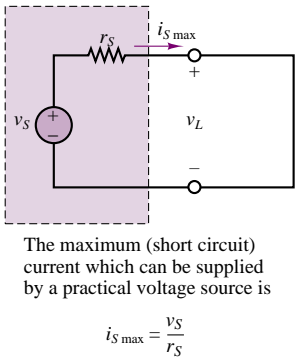 r_S
i_S max
+
v_S
+
−
v_L
−
The maximum (short circuit)
current which can be supplied
by a practical voltage source is
i_S max = v_S / r_S